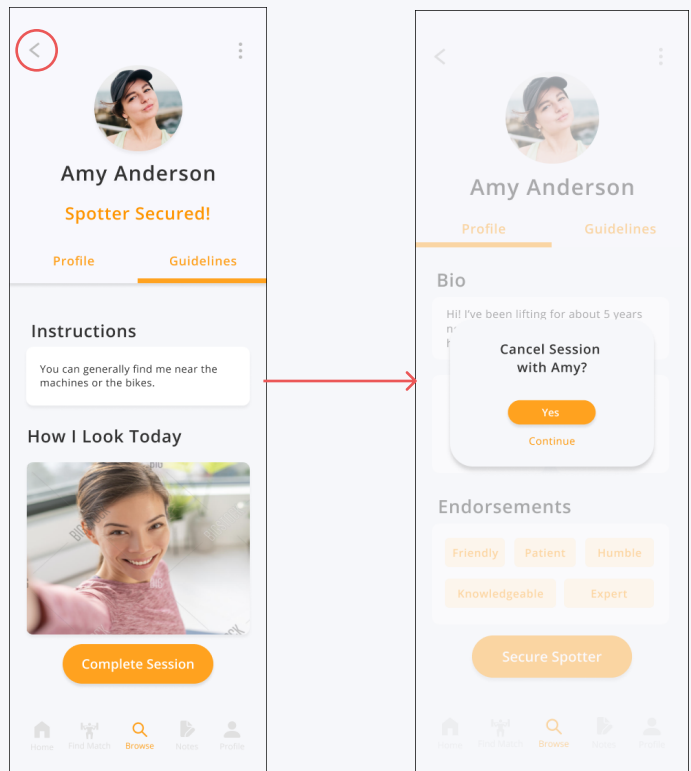 Amy Anderson
Spotter Secured!
Profile
Guidelines
Instructions
You can generally find me near the
machines or the bikes.
How I Look Today
Complete Session
Home
Find Match
Browse
Notes
Profile
Amy Anderson
Profile
Guidelines
Bio
Hi! I've been lifting for about 5 years
Cancel Session
with Amy?
Yes
Continue
Endorsements
Friendly
Patient
Humble
Knowledgeable
Expert
Secure Spotter
Home
Find Match
Browse
Notes
Profile